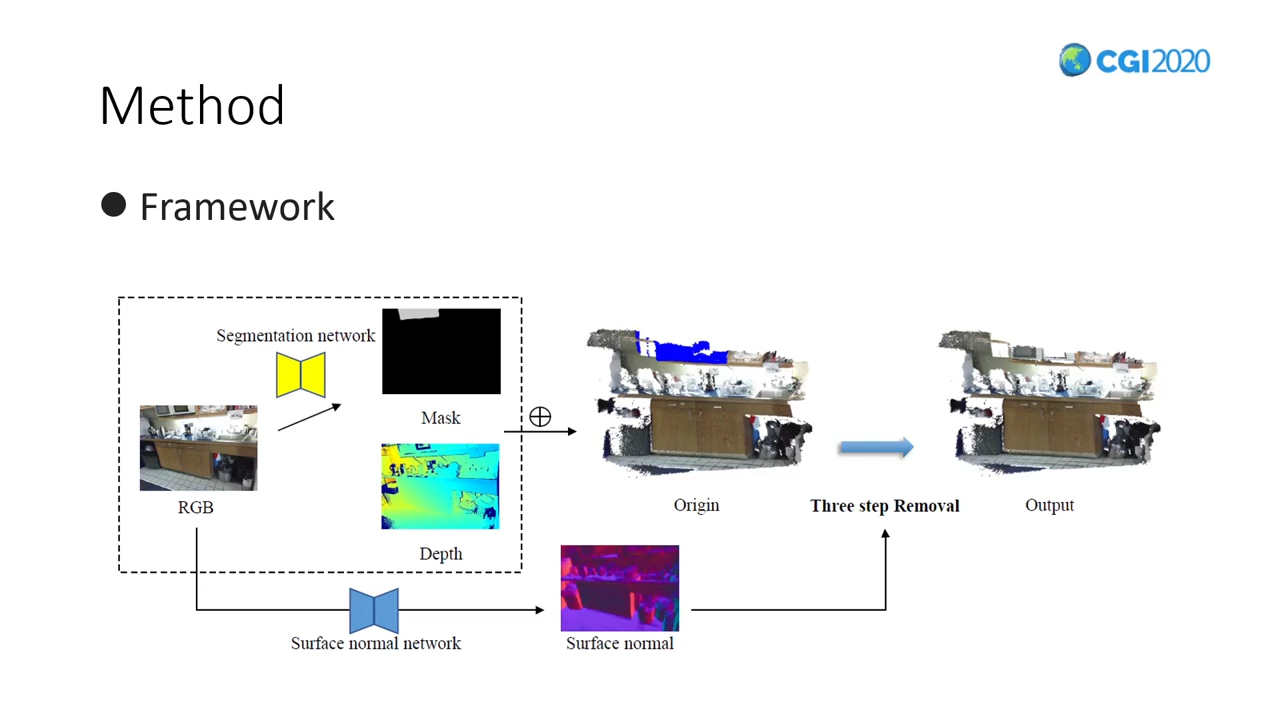 CGI2020
Method
● Framework
Segmentation network
Mask
RGB
Depth
Origin
Three step Removal
Output
Surface normal network
Surface normal